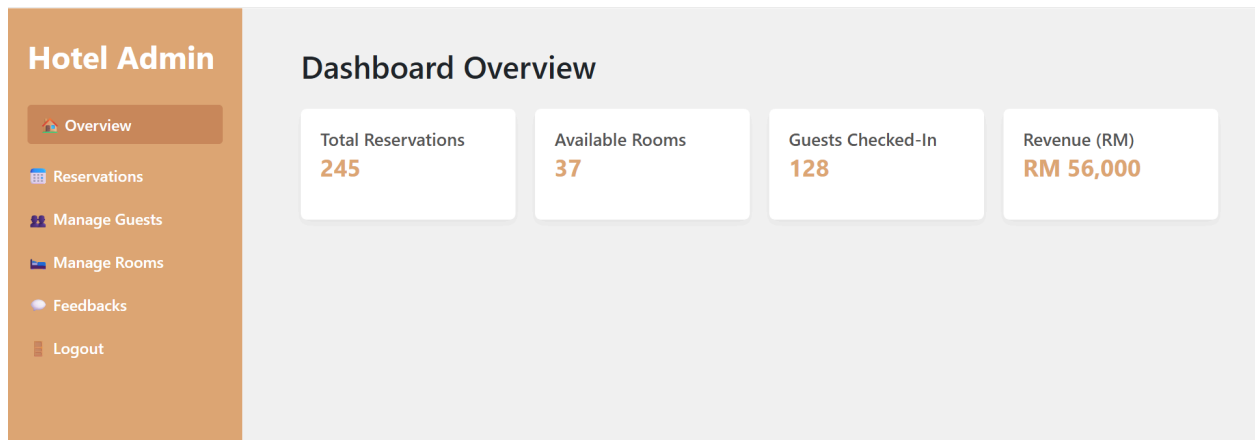 Hotel Admin
Overview
Reservations
Manage Guests
Manage Rooms
Feedbacks
Logout
Dashboard Overview
Total Reservations
245
Available Rooms
37
Guests Checked-In
128
Revenue (RM)
RM 56,000